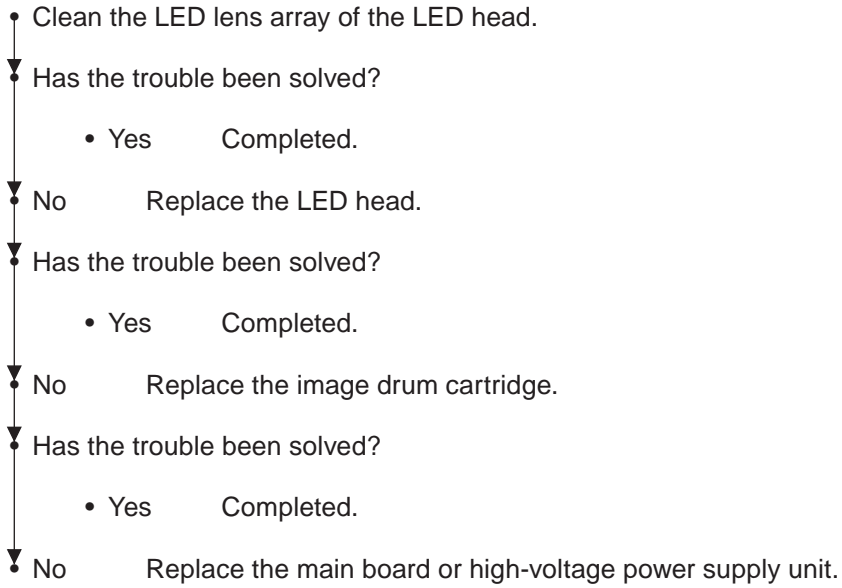 • Clean the LED lens array of the LED head.
• Has the trouble been solved?
• Yes Completed.
• No Replace the LED head.
• Has the trouble been solved?
• Yes Completed.
• No Replace the image drum cartridge.
• Has the trouble been solved?
• Yes Completed.
• No Replace the main board or high-voltage power supply unit.